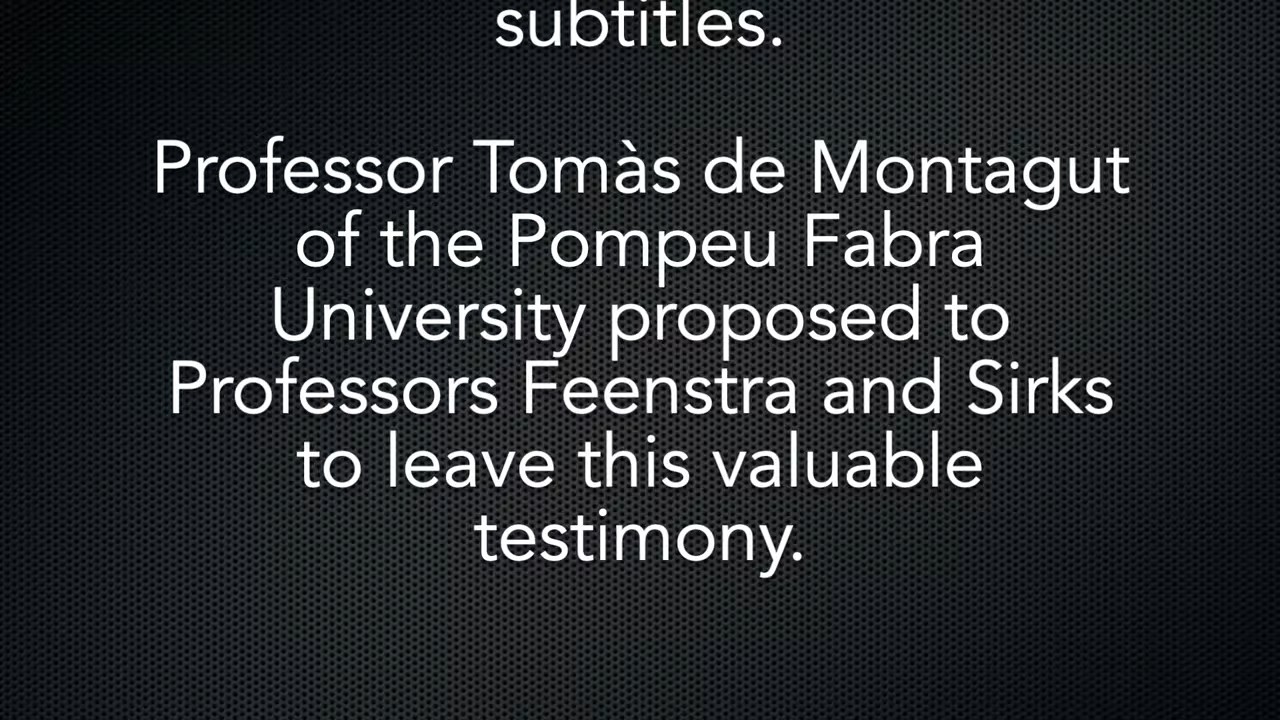 subtitles.
Professor Tomàs de Montagut
of the Pompeu Fabra
University proposed to
Professors Feenstra and Sirks
to leave this valuable
testimony.